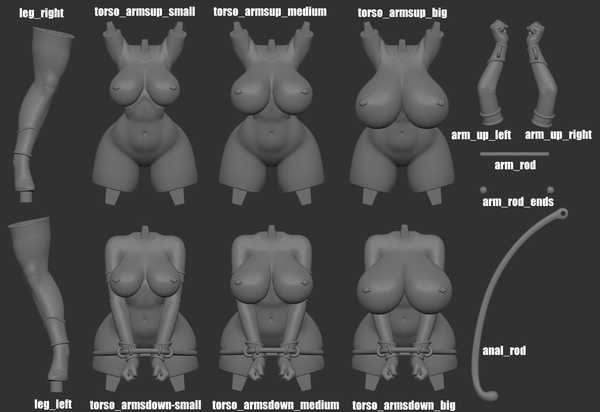 leg_right
torso_armsup_small
torso_armsup_medium
torso_armsup_big
arm_up_left
arm_up_right
arm_rod
arm_rod_ends
anal_rod
leg_left
torso_armsdown-small
torso_armsdown_medium
torso_armsdown_big